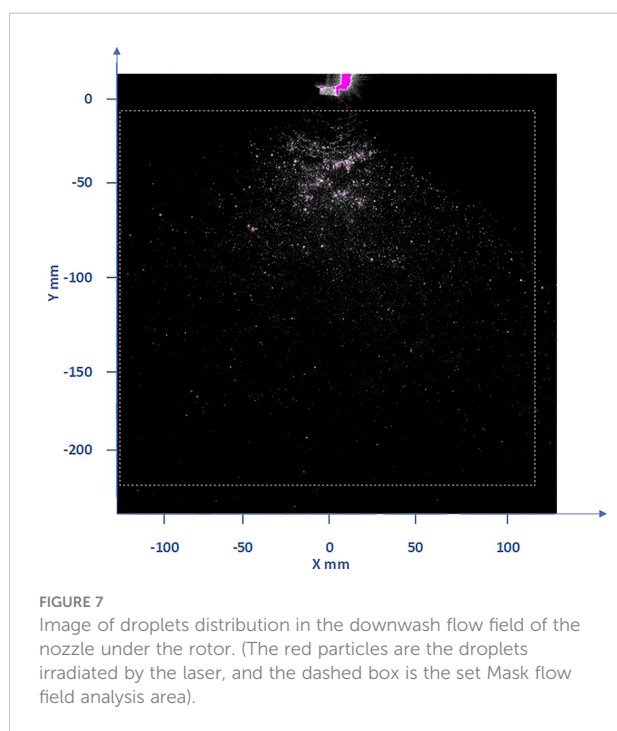 0
-50
-100
-150
-200
Y mm
-100 -50 0 50 100
X mm
FIGURE 7
Image of droplets distribution in the downwash flow field of the
nozzle under the rotor. (The red particles are the droplets
irradiated by the laser, and the dashed box is the set Mask flow
field analysis area).